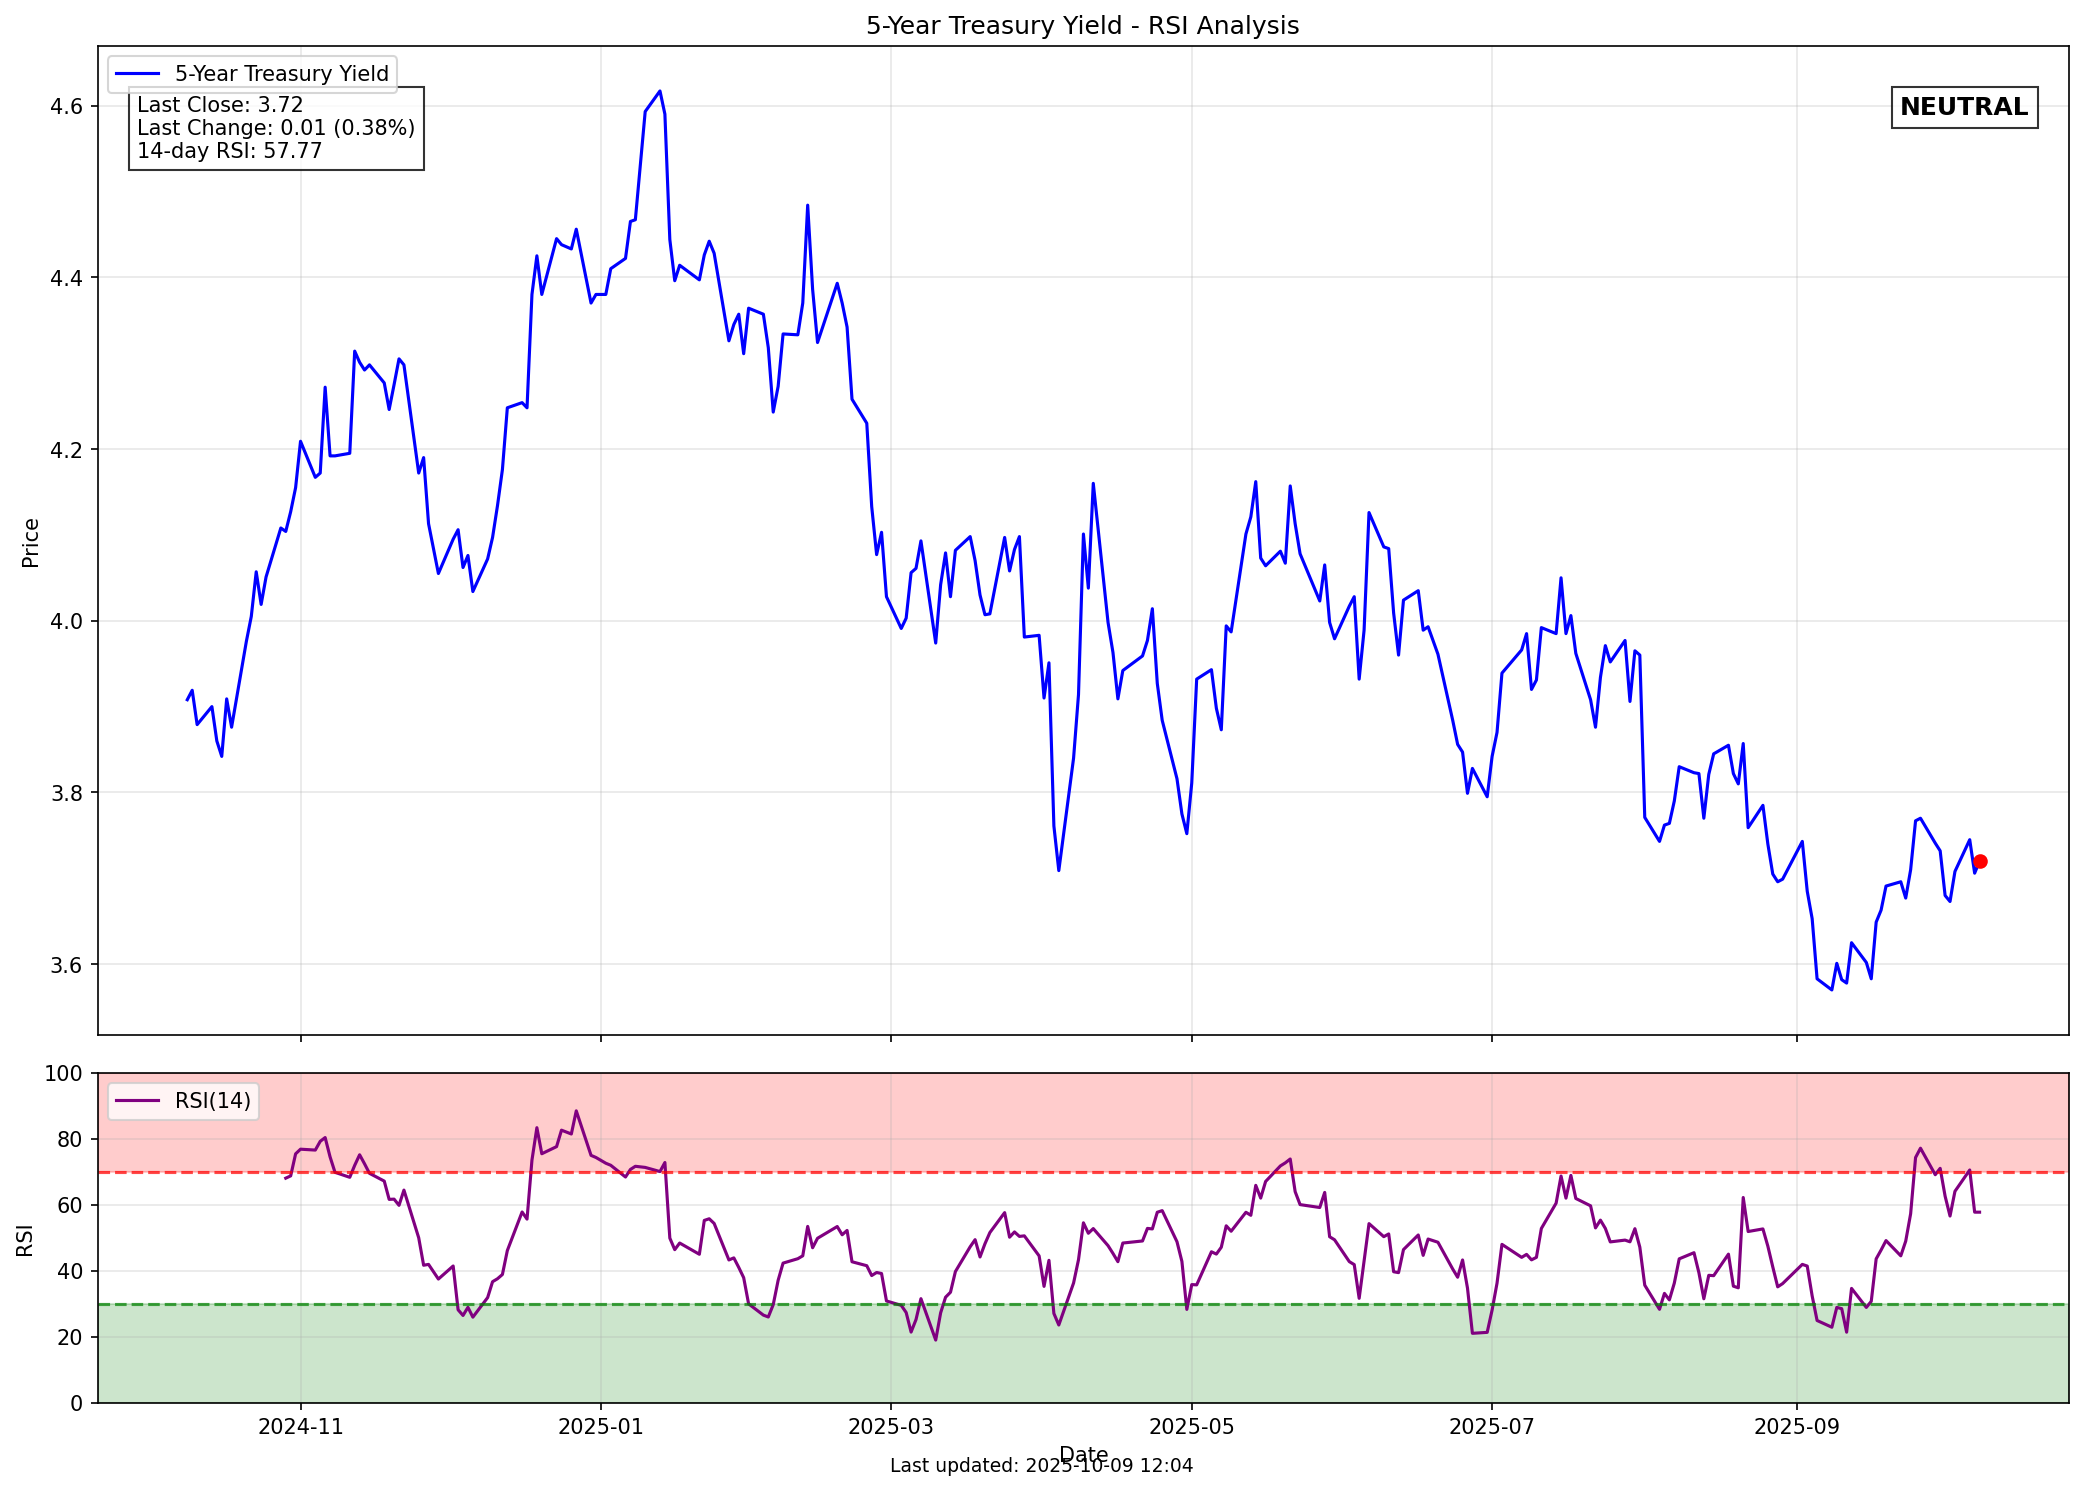 5-Year Treasury Yield - RSI Analysis
5-Year Treasury Yield
Last Close: 3.72
Last Change: 0.01 (0.38%)
14-day RSI: 57.77
NEUTRAL
4.6
4.4
4.2
4.0
3.8
3.6
Price
RSI(14)
100
80
60
40
20
0
RSI
2024-11
2025-01
2025-03
2025-05
2025-07
2025-09
Date
Last updated: 2025-10-09 12:04